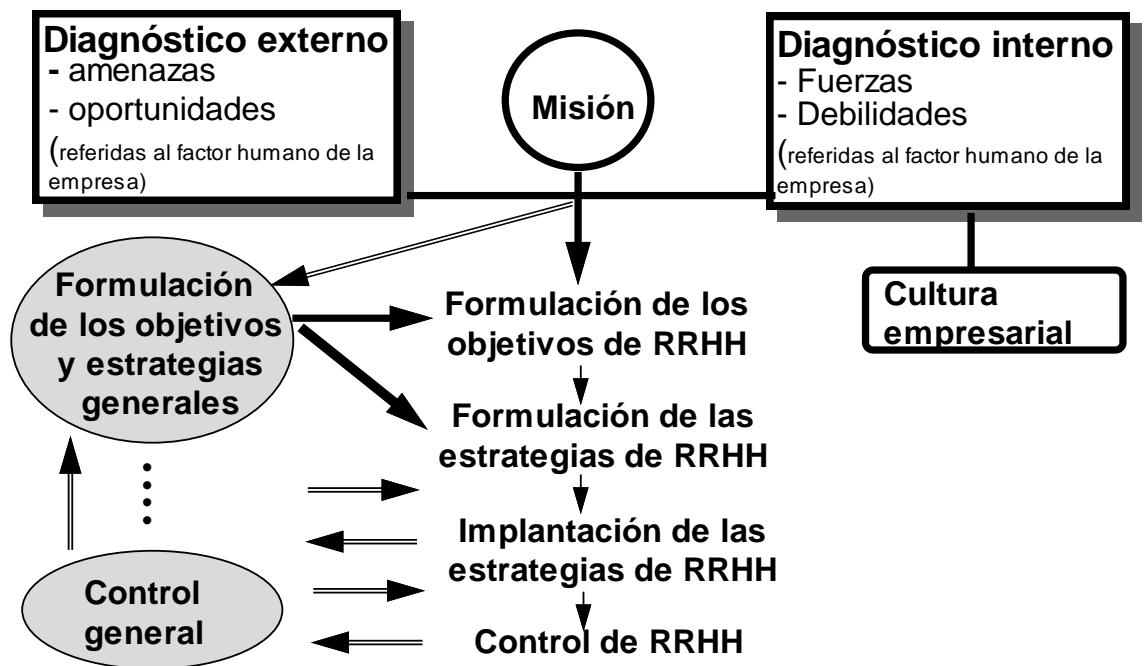 Diagnóstico externo
- amenazas
- oportunidades
(referidas al factor humano de la
empresa)
Misión
Diagnóstico interno
- Fuerzas
- Debilidades
(referidas al factor humano de la
empresa)
Cultura
empresarial
Formulación
de los objetivos
y estrategias
generales
Formulación de los
objetivos de RRHH
Formulación de las
estrategias de RRHH
Implantación de las
estrategias de RRHH
Control
general
Control de RRHH